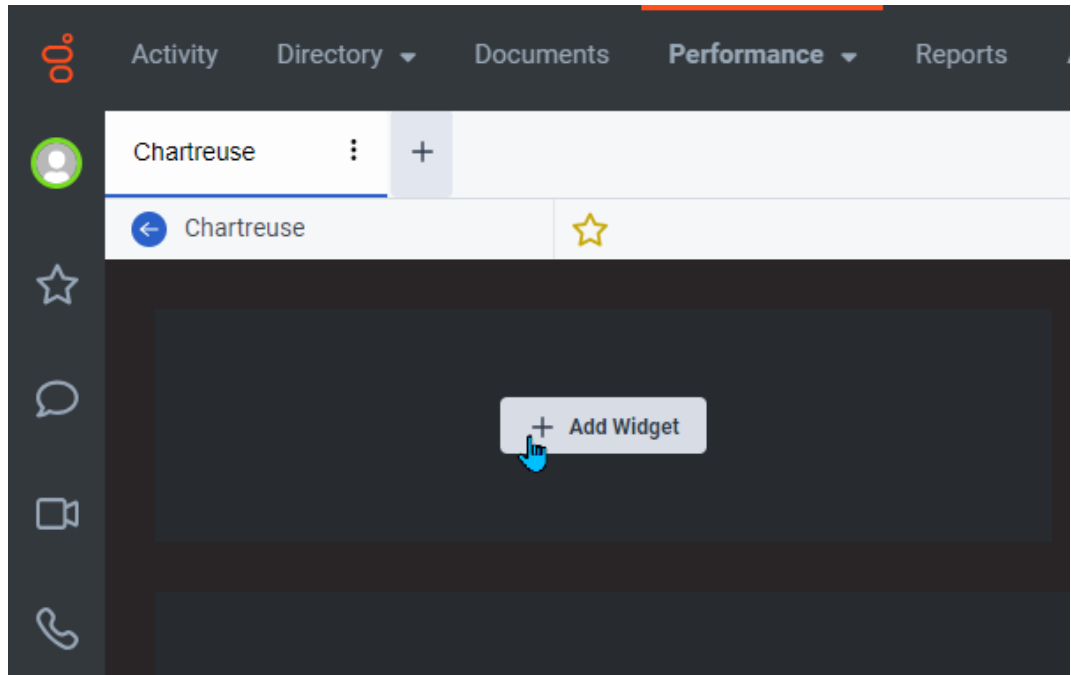 Activity Directory Documents Performance Reports
Chartreuse
Chartreuse
Add Widget